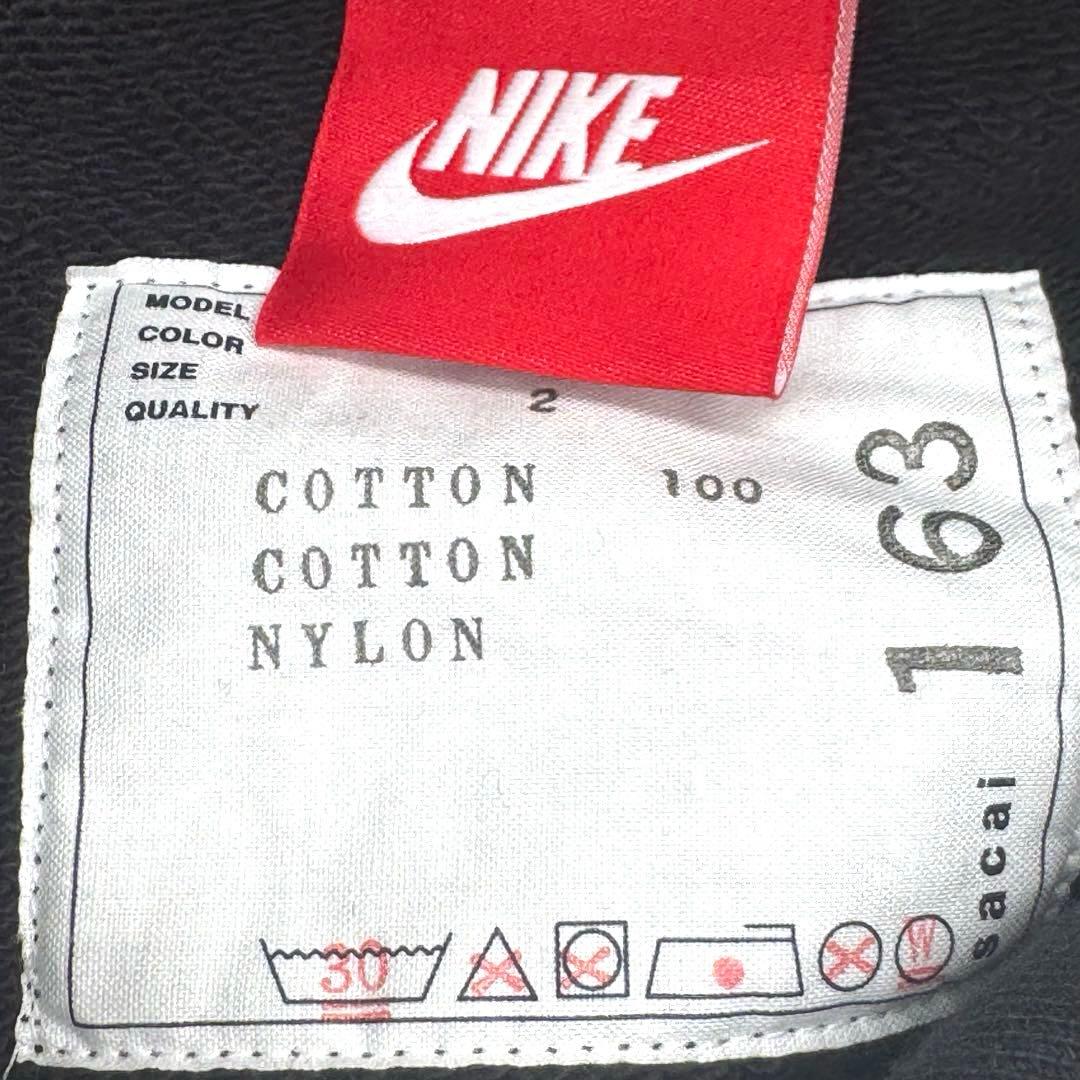 NIKE
MODEL
COLOR
SIZE 2
QUALITY
COTTON 100
COTTON
NYLON
163
sacai
30
W